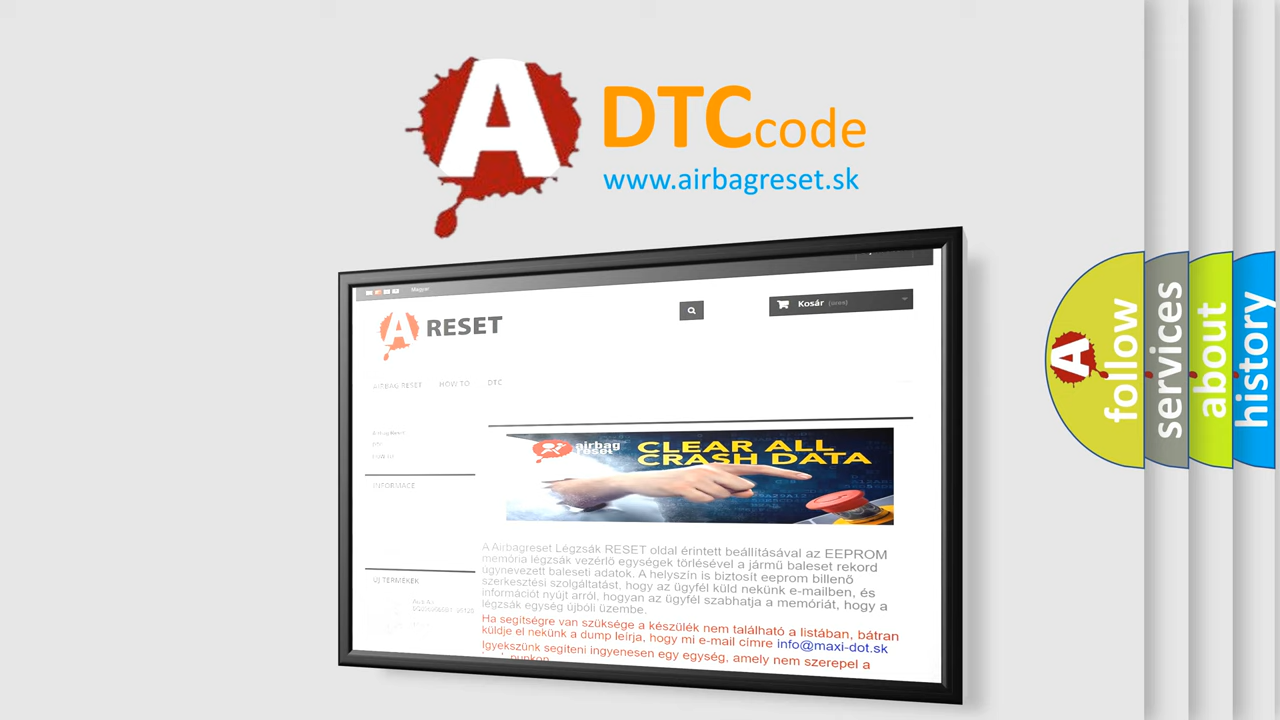 A
DTC code
www.airbagreset.sk
Magyar
A RESET
Kosár (üres)
AIRBAG RESET HOW TO DTC
INFORMACE
ÚJ TERMÉKEK
airbag
reset
CLEAR ALL
CRASH DATA
A Airbagreset Légzsák RESET oldal érintett beállításával az EEPROM
memória légzsák vezérlő egységek törlésével a jármű baleset rekord
úgynevezett baleseti adatok. A helyszín is biztosít eeprom billenő
szerkesztési szolgáltatást, hogy az ügyfél küld nekünk e-mailben, és
információt nyújt arról, hogyan az ügyfél szabhatja a memóriát, hogy a
légzsák egység újbóli üzembe.
Ha segítségre van szüksége a készülék nem található a listában, bátran
küldje el nekünk a dump leírja, hogy mi e-mail címre info@maxi-dot.sk
Igyekszünk segíteni ingyenesen egy egység, amely nem szerepel a
A
follow
services
about
history